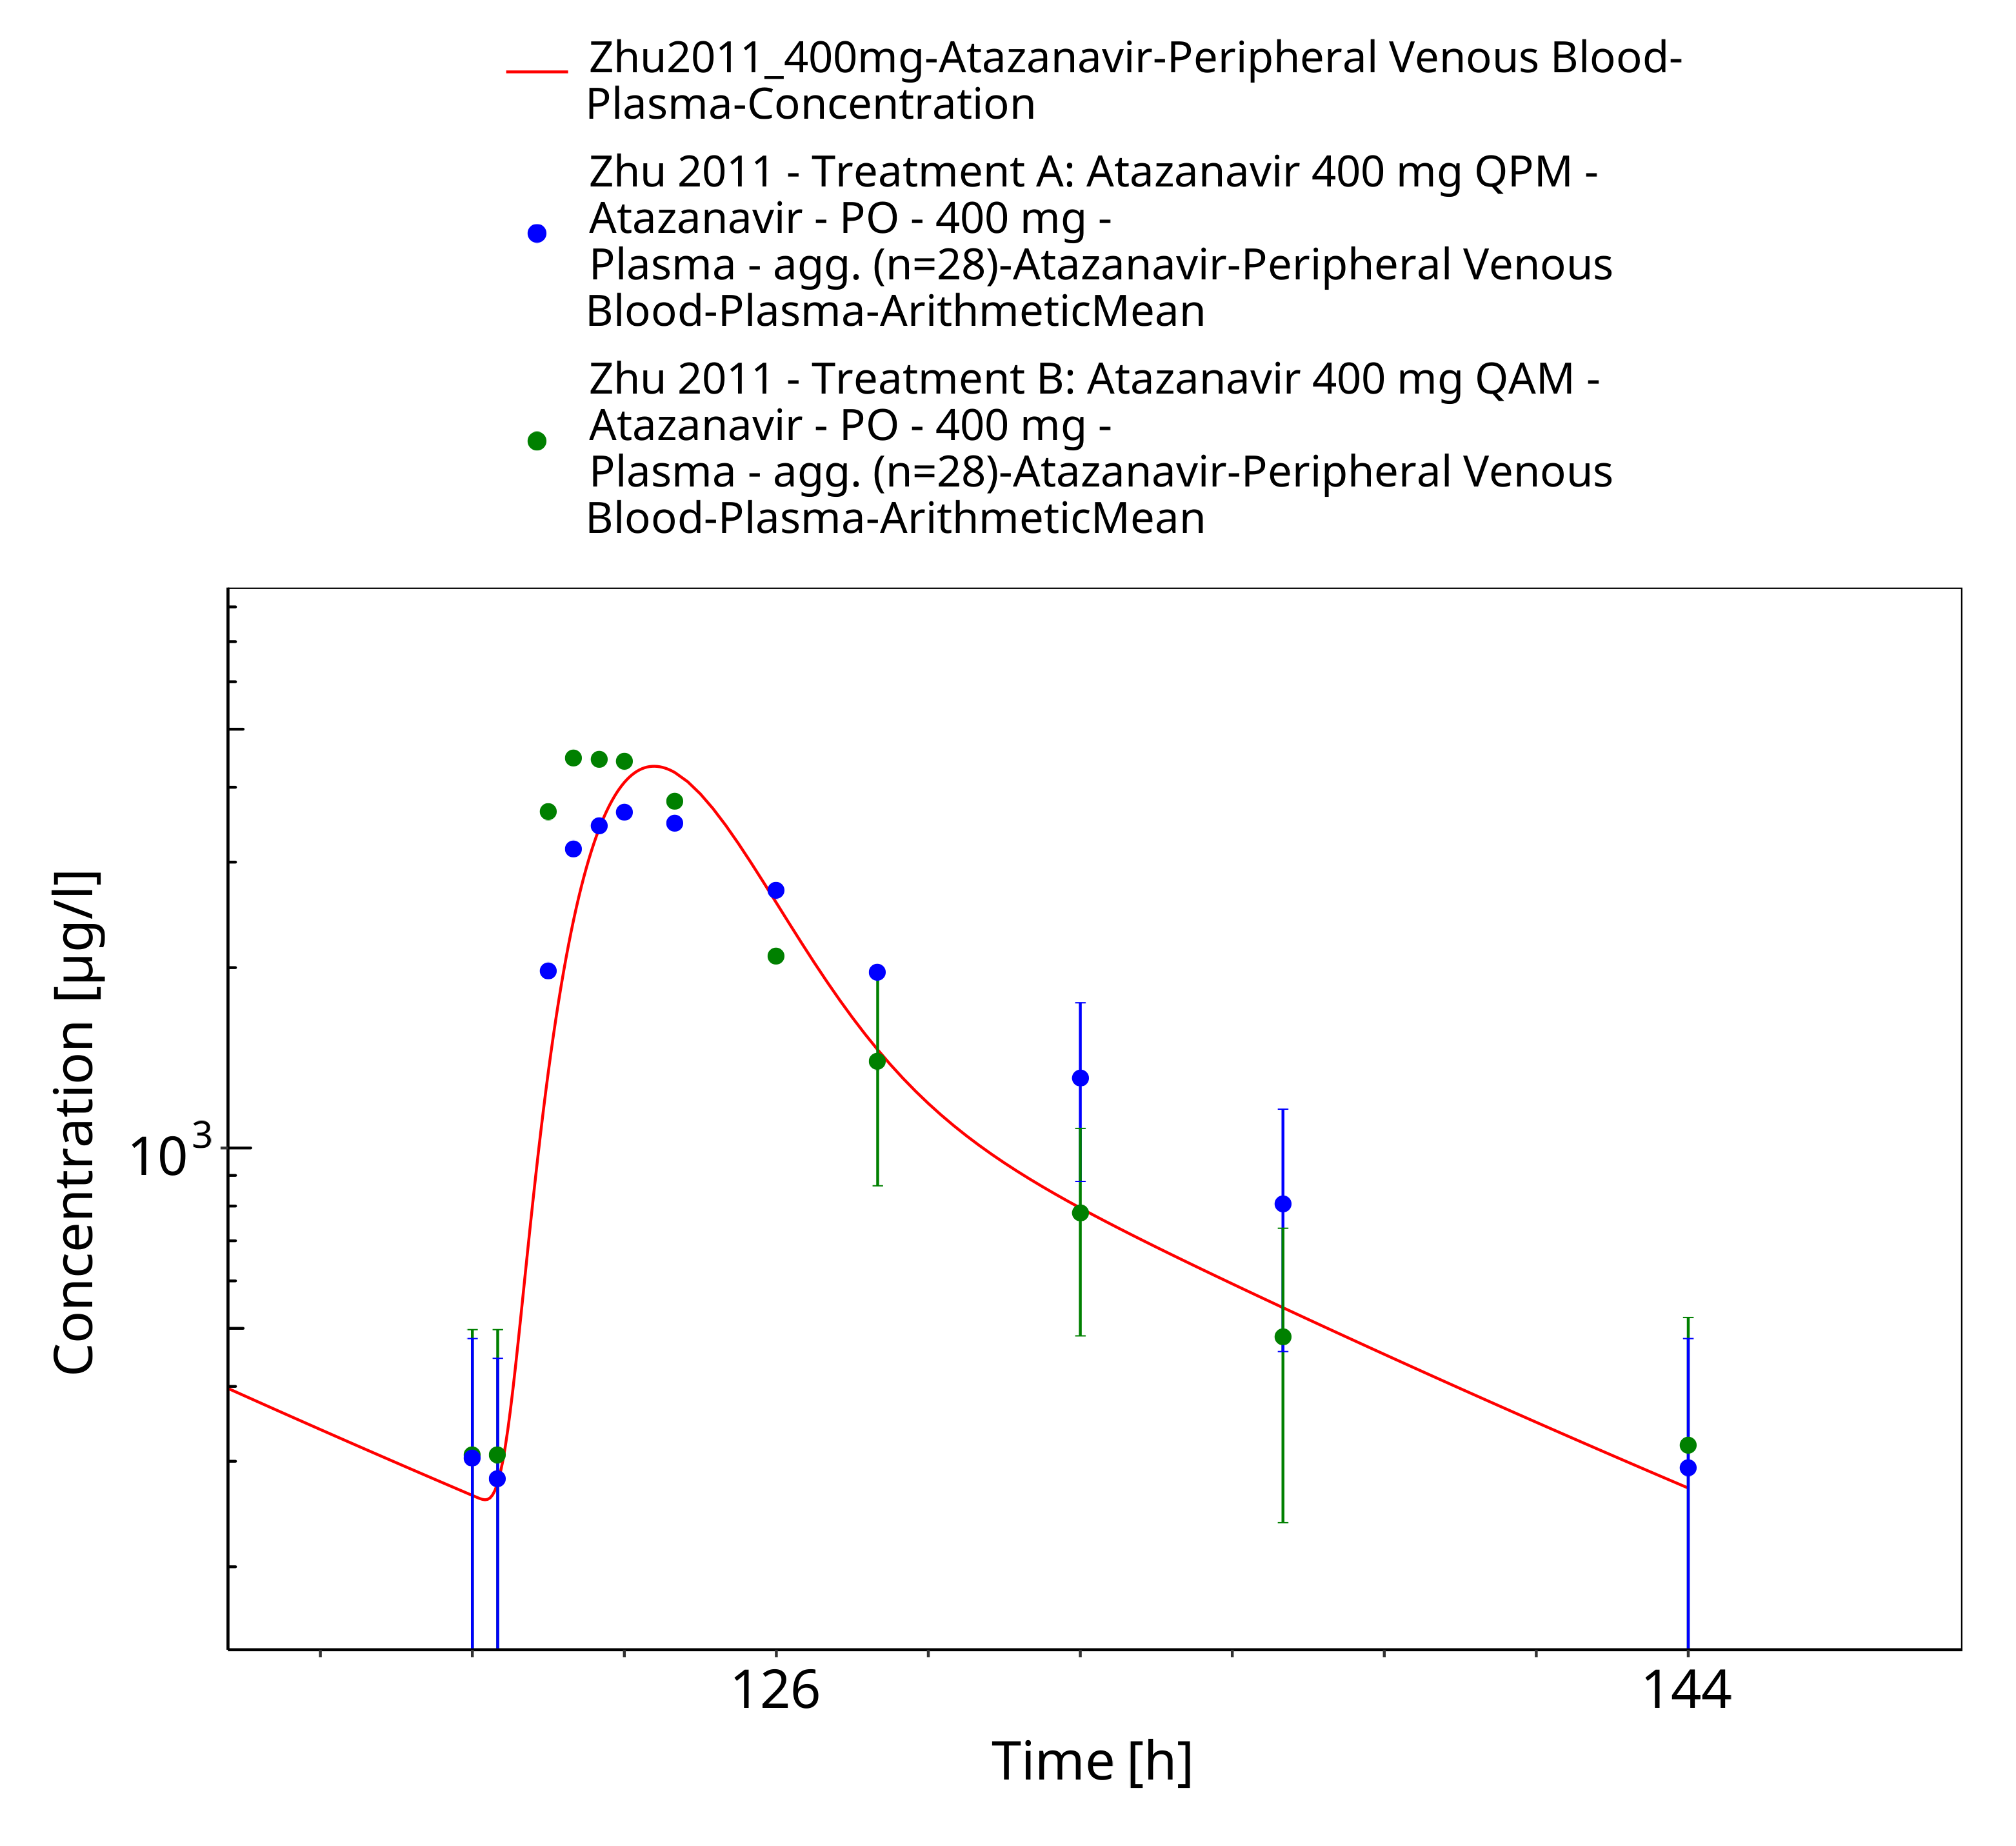 Zhu2011_400mg-Atazanavir-Peripheral Venous Blood-
Plasma-Concentration
Zhu 2011 - Treatment A: Atazanavir 400 mg QPM -
Atazanavir - PO - 400 mg -
Plasma - agg. (n=28)-Atazanavir-Peripheral Venous
Blood-Plasma-ArithmeticMean
Zhu 2011 - Treatment B: Atazanavir 400 mg QAM -
Atazanavir - PO - 400 mg -
Plasma - agg. (n=28)-Atazanavir-Peripheral Venous
Blood-Plasma-ArithmeticMean
Concentration [µg/l]
10³
126
144
Time [h]